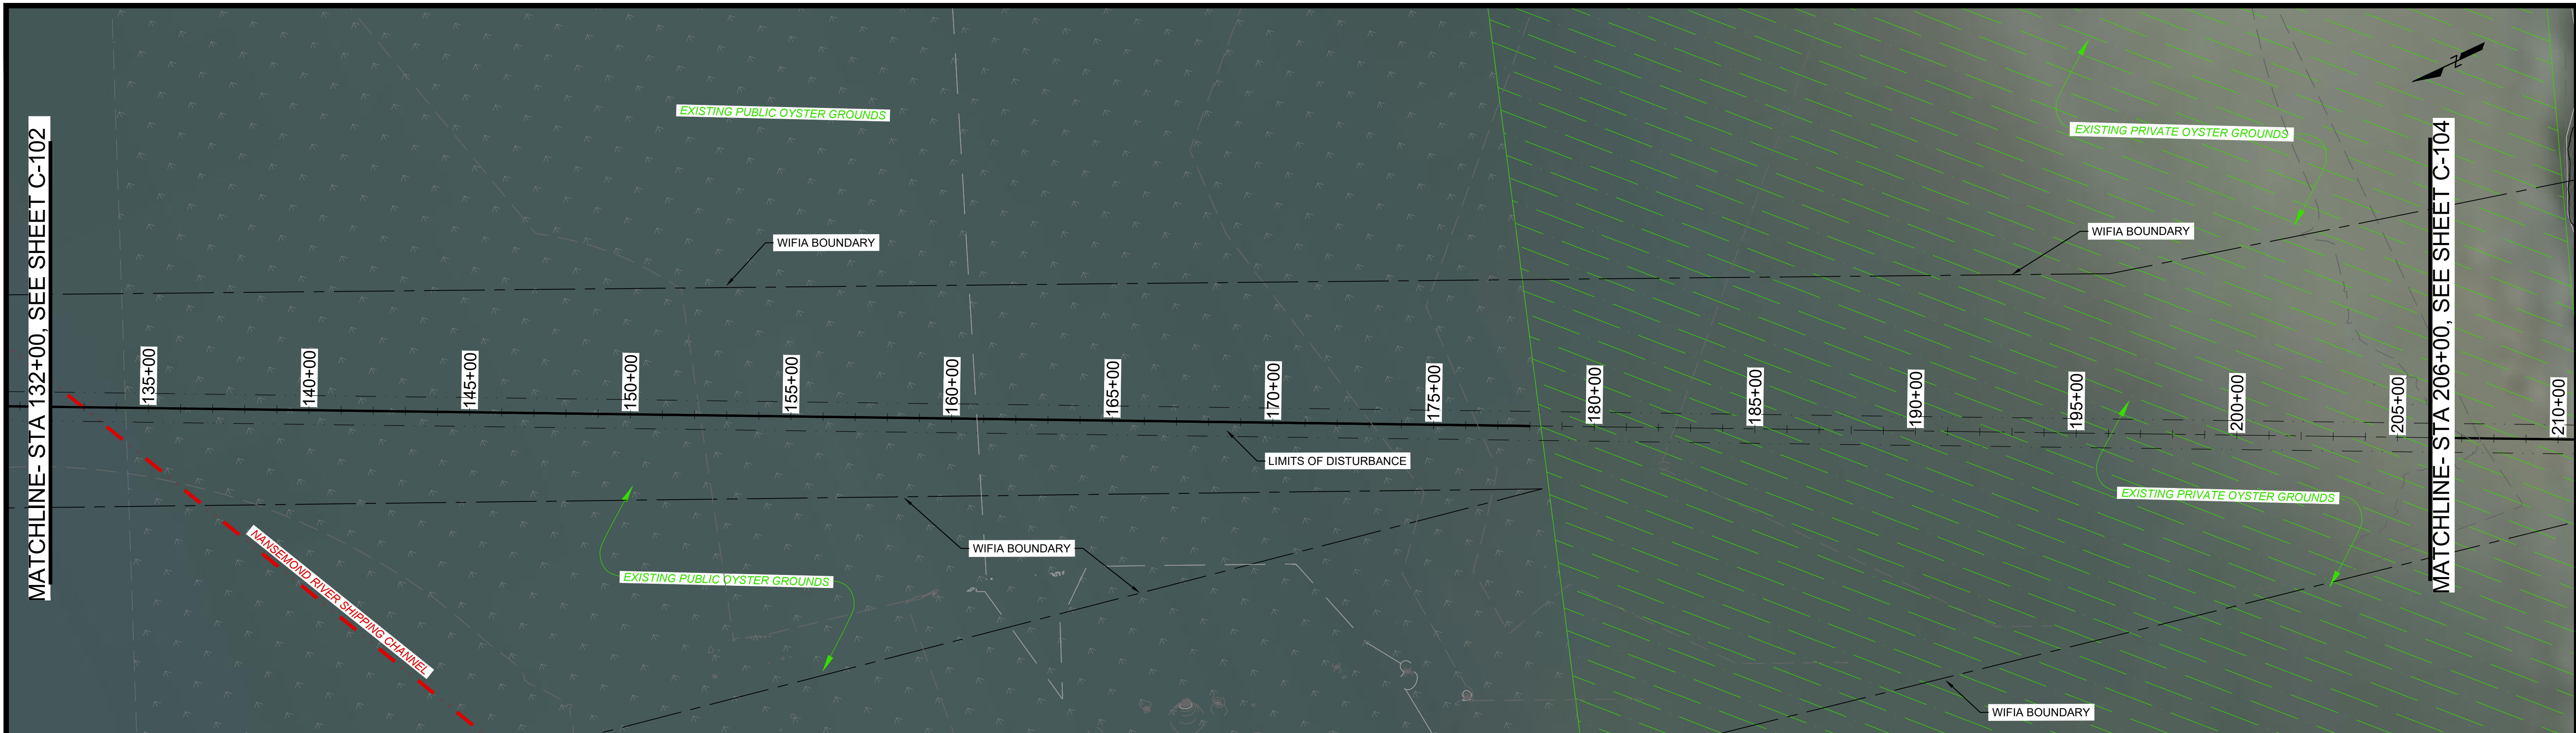 MATCHLINE- STA 132+00, SEE SHEET C-102
EXISTING PUBLIC OYSTER GROUNDS
EXISTING PRIVATE OYSTER GROUNDS
N
WIFIA BOUNDARY
WIFIA BOUNDARY
135+00
140+00
145+00
150+00
155+00
160+00
165+00
170+00
175+00
180+00
185+00
190+00
195+00
200+00
205+00
210+00
LIMITS OF DISTURBANCE
EXISTING PRIVATE OYSTER GROUNDS
WIFIA BOUNDARY
EXISTING PUBLIC OYSTER GROUNDS
NANSEMOND RIVER SHIPPING CHANNEL
WIFIA BOUNDARY
MATCHLINE- STA 206+00, SEE SHEET C-104